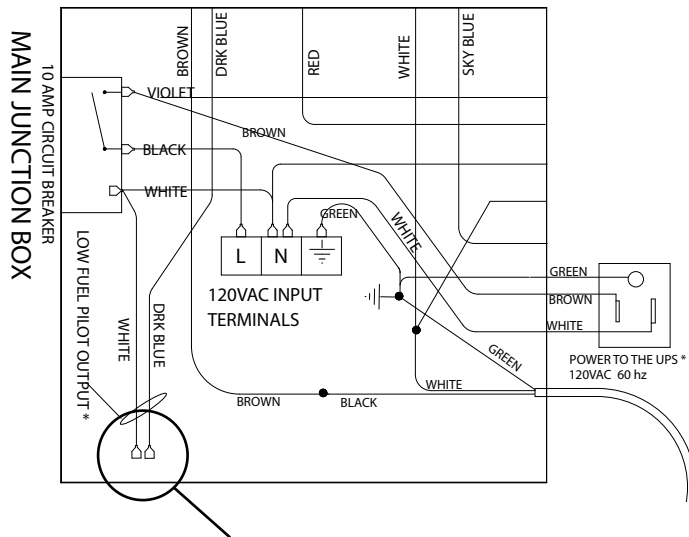 MAIN JUNCTION BOX
10 AMP CIRCUIT BREAKER
BROWN
DRK BLUE
RED
WHITE
SKY BLUE
VIOLET
BROWN
BLACK
WHITE
GREEN
WHITE
L
N
120VAC INPUT
TERMINALS
GREEN
BROWN
WHITE
POWER TO THE UPS *
120VAC 60 hz
LOW FUEL PILOT OUTPUT *
WHITE
DRK BLUE
GREEN
WHITE
BROWN
BLACK